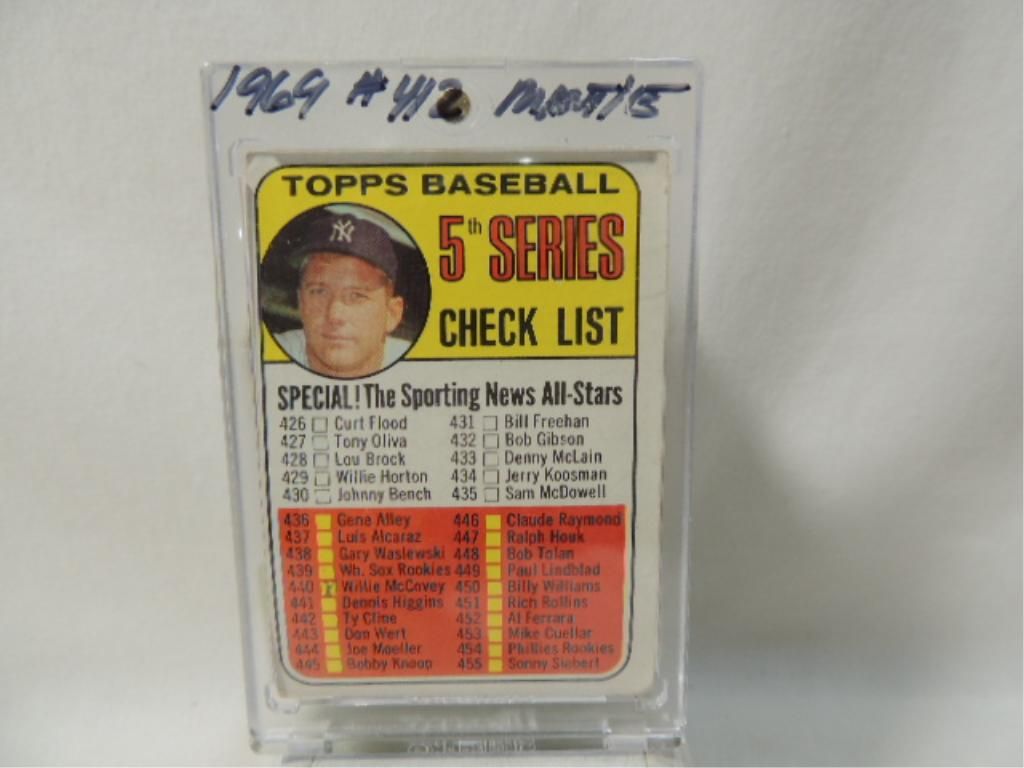 1969 #412 MANTLE
TOPPS BASEBALL
5th SERIES
NY
CHECK LIST
SPECIAL! The Sporting News All-Stars
426 Curt Flood 431 Bill Freehan
427 Tony Oliva 432 Bob Gibson
428 Lou Brock 433 Denny McLain
429 Willie Horton 434 Jerry Koosman
430 Johnny Bench 435 Sam McDowell
436 Gene Alley 446 Claude Raymond
437 Luis Alcaraz 447 Ralph Houk
438 Gary Waslewski 448 Bob Tolan
439 Wh. Sox Rookies 449 Paul Lindblad
440 Willie McCovey 450 Billy Williams
441 Dennis Higgins 451 Rich Rollins
442 Ty Cline 452 Al Ferrara
443 Don Wert 453 Mike Cuellar
444 Joe Moeller 454 Phillies Rookies
445 Bobby Knoop 455 Sonny Siebert